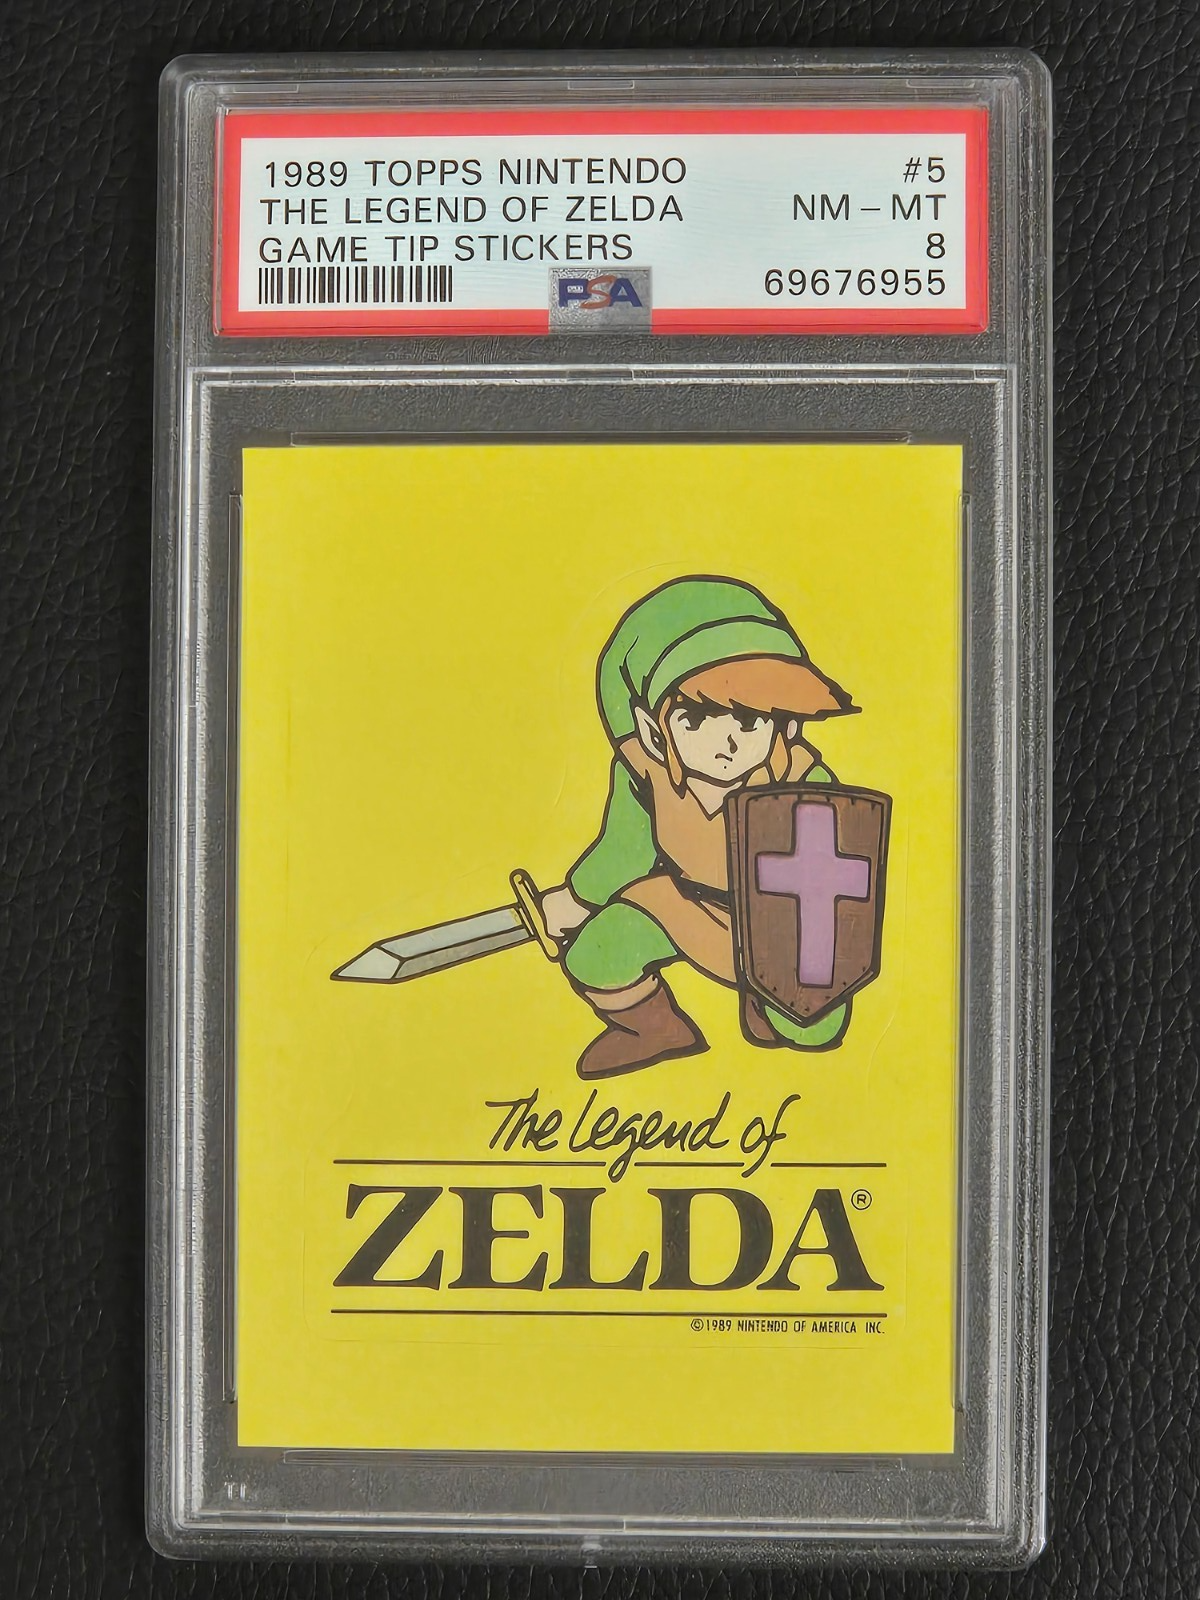 1989 TOPPS NINTENDO #5
THE LEGEND OF ZELDA NM - MT
GAME TIP STICKERS 8
PSA 69676955
The Legend of
ZELDA®
©1989 NINTENDO OF AMERICA INC.